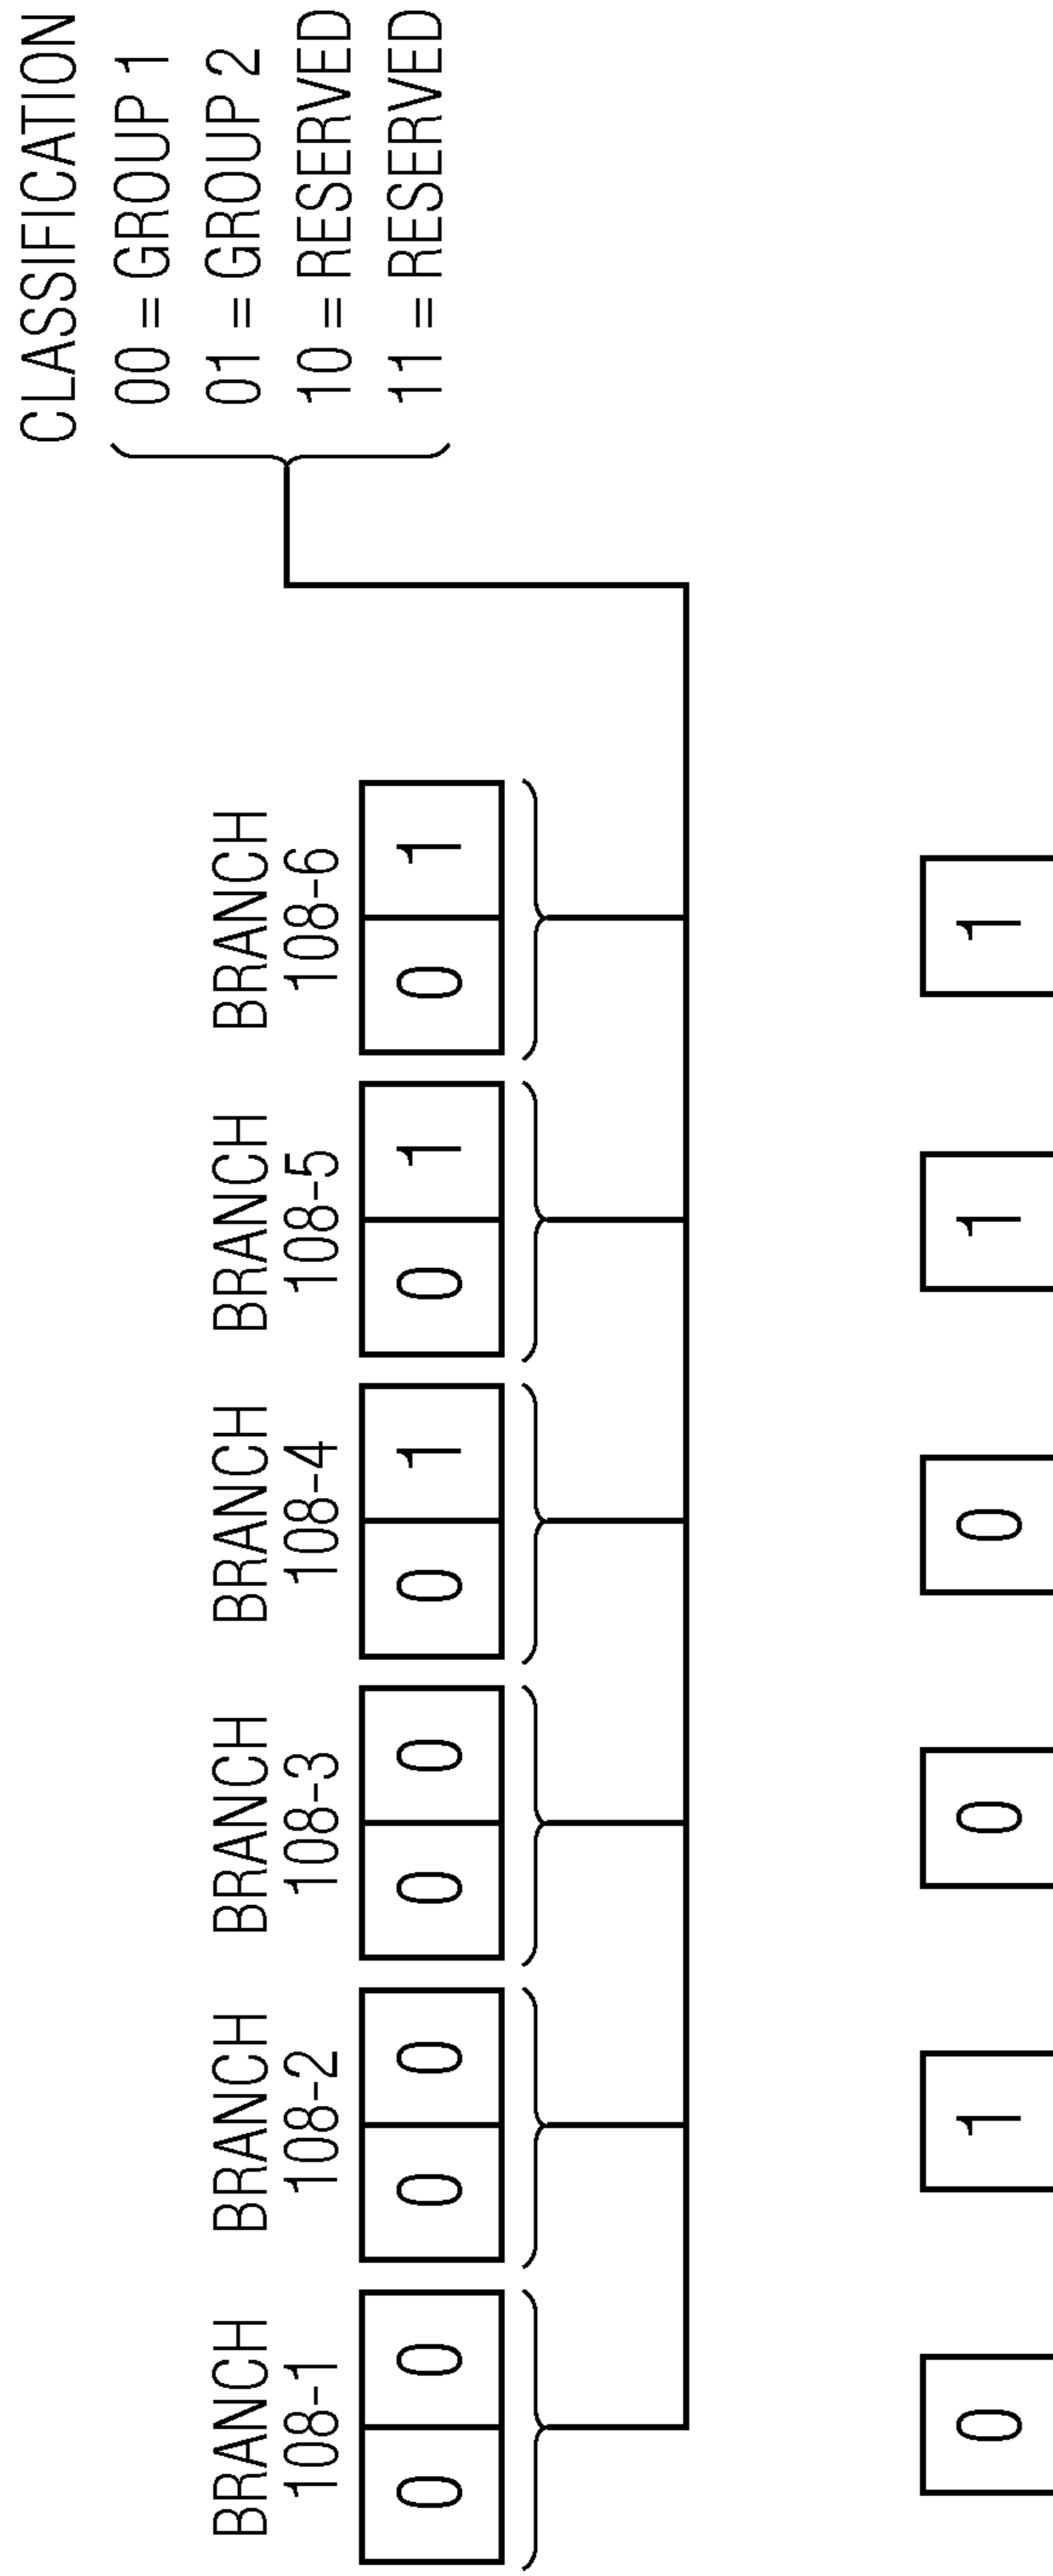 CLASSIFICATION
00 = GROUP 1
01 = GROUP 2
10 = RESERVED
11 = RESERVED
BRANCH
108-1
BRANCH
108-2
BRANCH
108-3
BRANCH
108-4
BRANCH
108-5
BRANCH
108-6
0 0 0 0 0 0 0 1 0 1 0 1
0 1 0 0 1 1